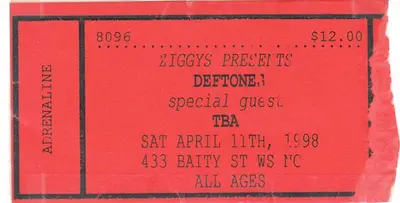 8096 $12.00
ADRENALINE
ZIGGYS PRESENTS
DEFTONES
special guest
TBA
SAT APRIL 11TH, 1998
433 BAITY ST WS NC
ALL AGES